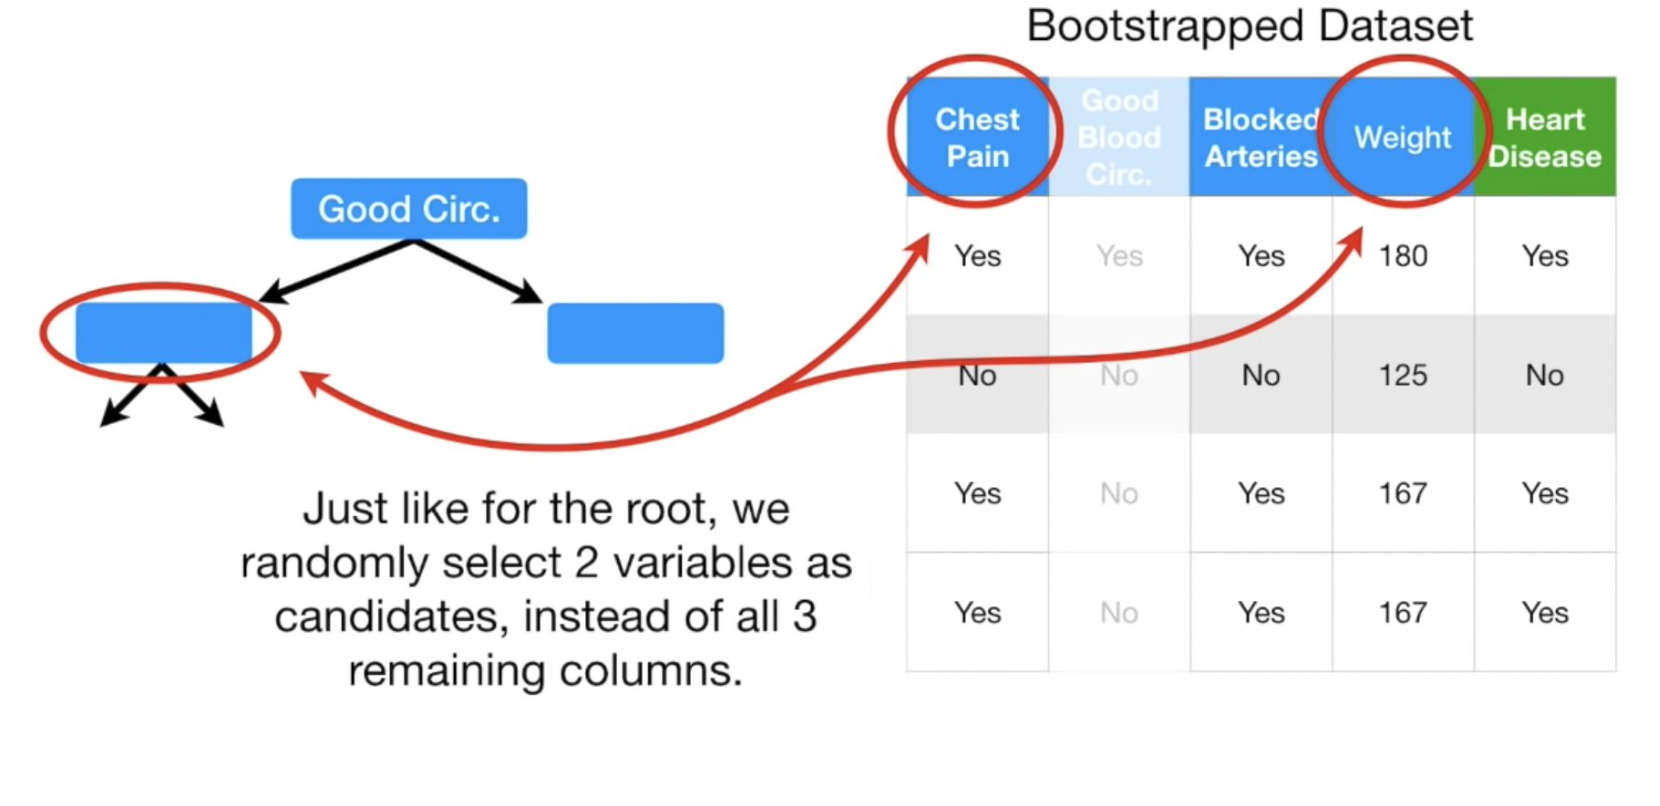 Bootstrapped Dataset
Chest
Pain
Good
Blood
Circ.
Blocked
Arteries
Weight
Heart
Disease
Good Circ.
Yes Yes Yes 180 Yes
No No No 125 No
Yes No Yes 167 Yes
Yes No Yes 167 Yes
Just like for the root, we
randomly select 2 variables as
candidates, instead of all 3
remaining columns.